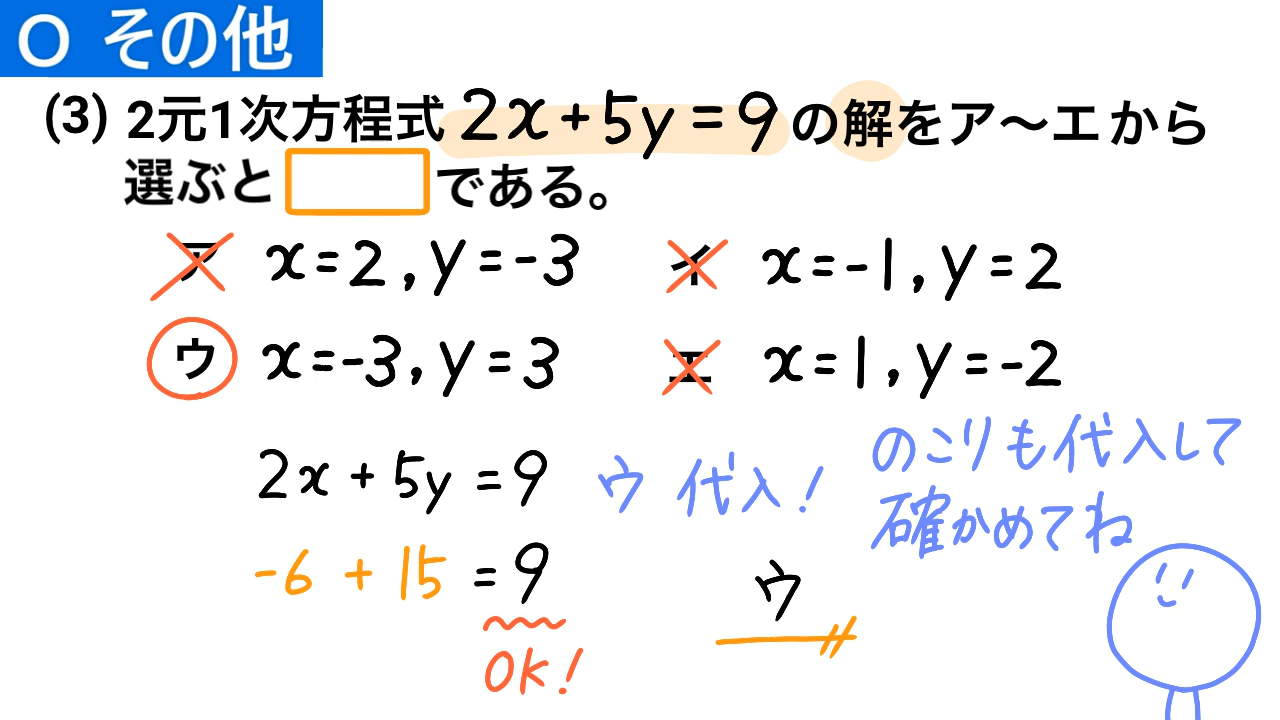 O その他
(3) 2元1次方程式 2x+5y=9 の解をア〜エから
選ぶと である。
ア x=2, y=-3 イ x=-1, y=2
ウ x=-3, y=3 エ x=1, y=-2
2x+5y=9 ウ 代入! のこりも代入して
確かめてね
-6+15=9 ウ
OK!